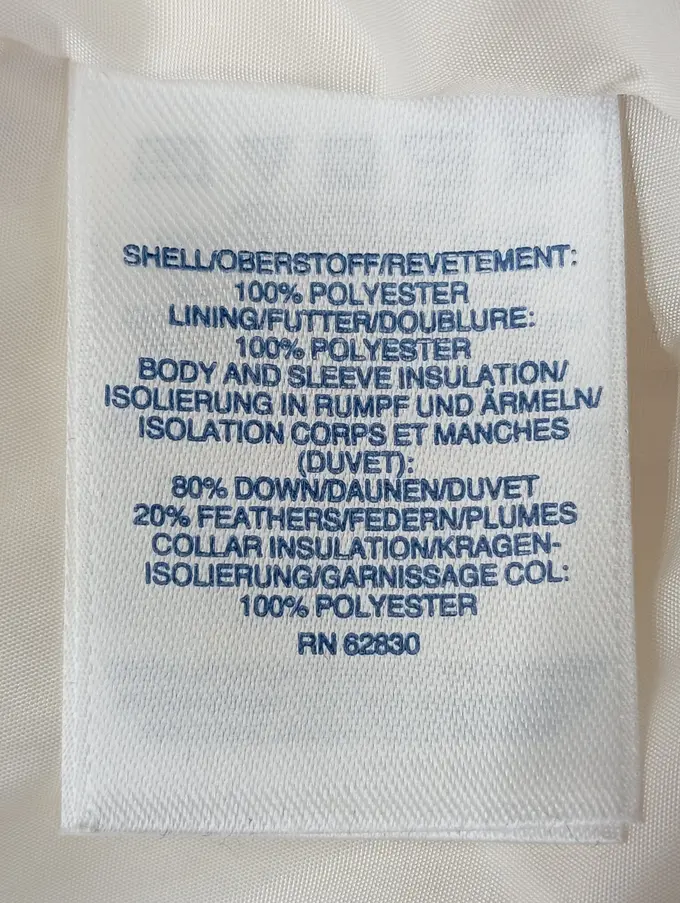 SHELL/OBERSTOFF/REVETEMENT:
100% POLYESTER
LINING/FUTTER/DOUBLURE:
100% POLYESTER
BODY AND SLEEVE INSULATION/
ISOLIERUNG IN RUMPF UND ÄRMELN/
ISOLATION CORPS ET MANCHES
(DUVET):
80% DOWN/DAUNEN/DUVET
20% FEATHERS/FEDERN/PLUMES
COLLAR INSULATION/KRAGEN-
ISOLIERUNG/GARNISSAGE COL:
100% POLYESTER
RN 62830